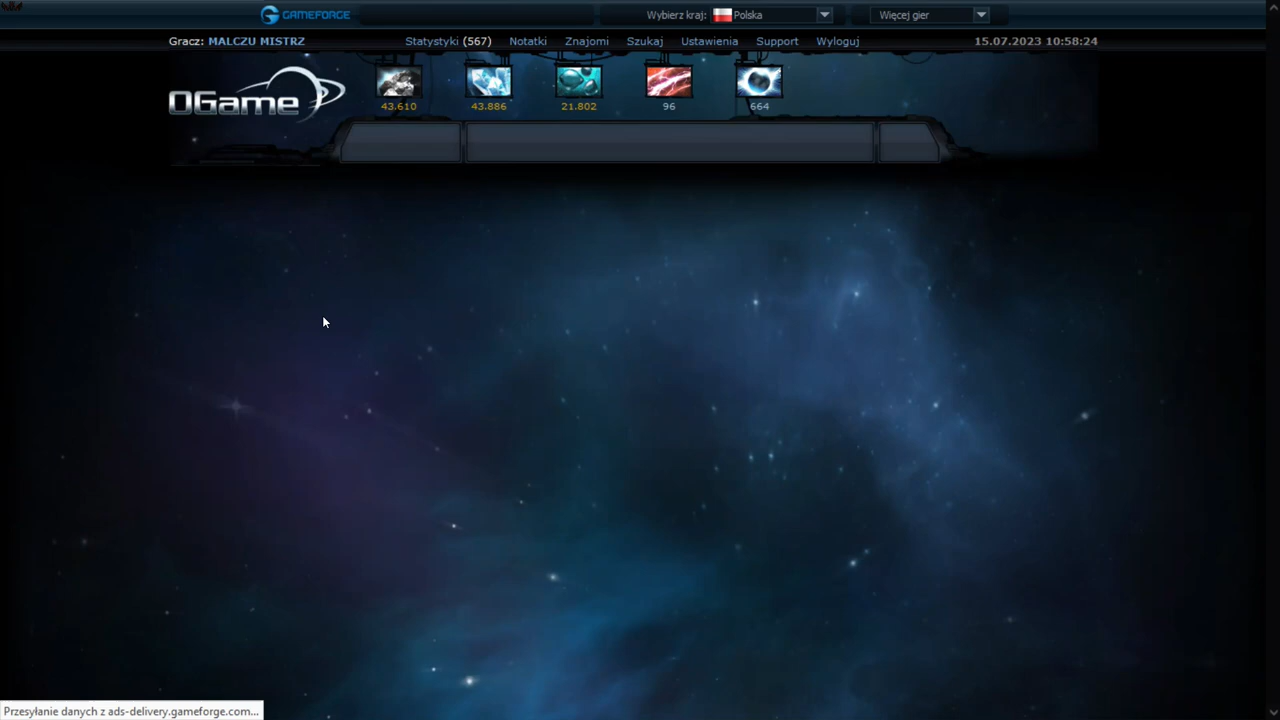 GAMEFORGE
Wybierz kraj: Polska
Więcej gier
Gracz: MALCZU MISTRZ
Statystyki (567) Notatki Znajomi Szukaj Ustawienia Support Wyloguj
15.07.2023 10:58:24
OGame
43.610 43.886 21.802 96 664
Przesyłanie danych z ads-delivery.gameforge.com...